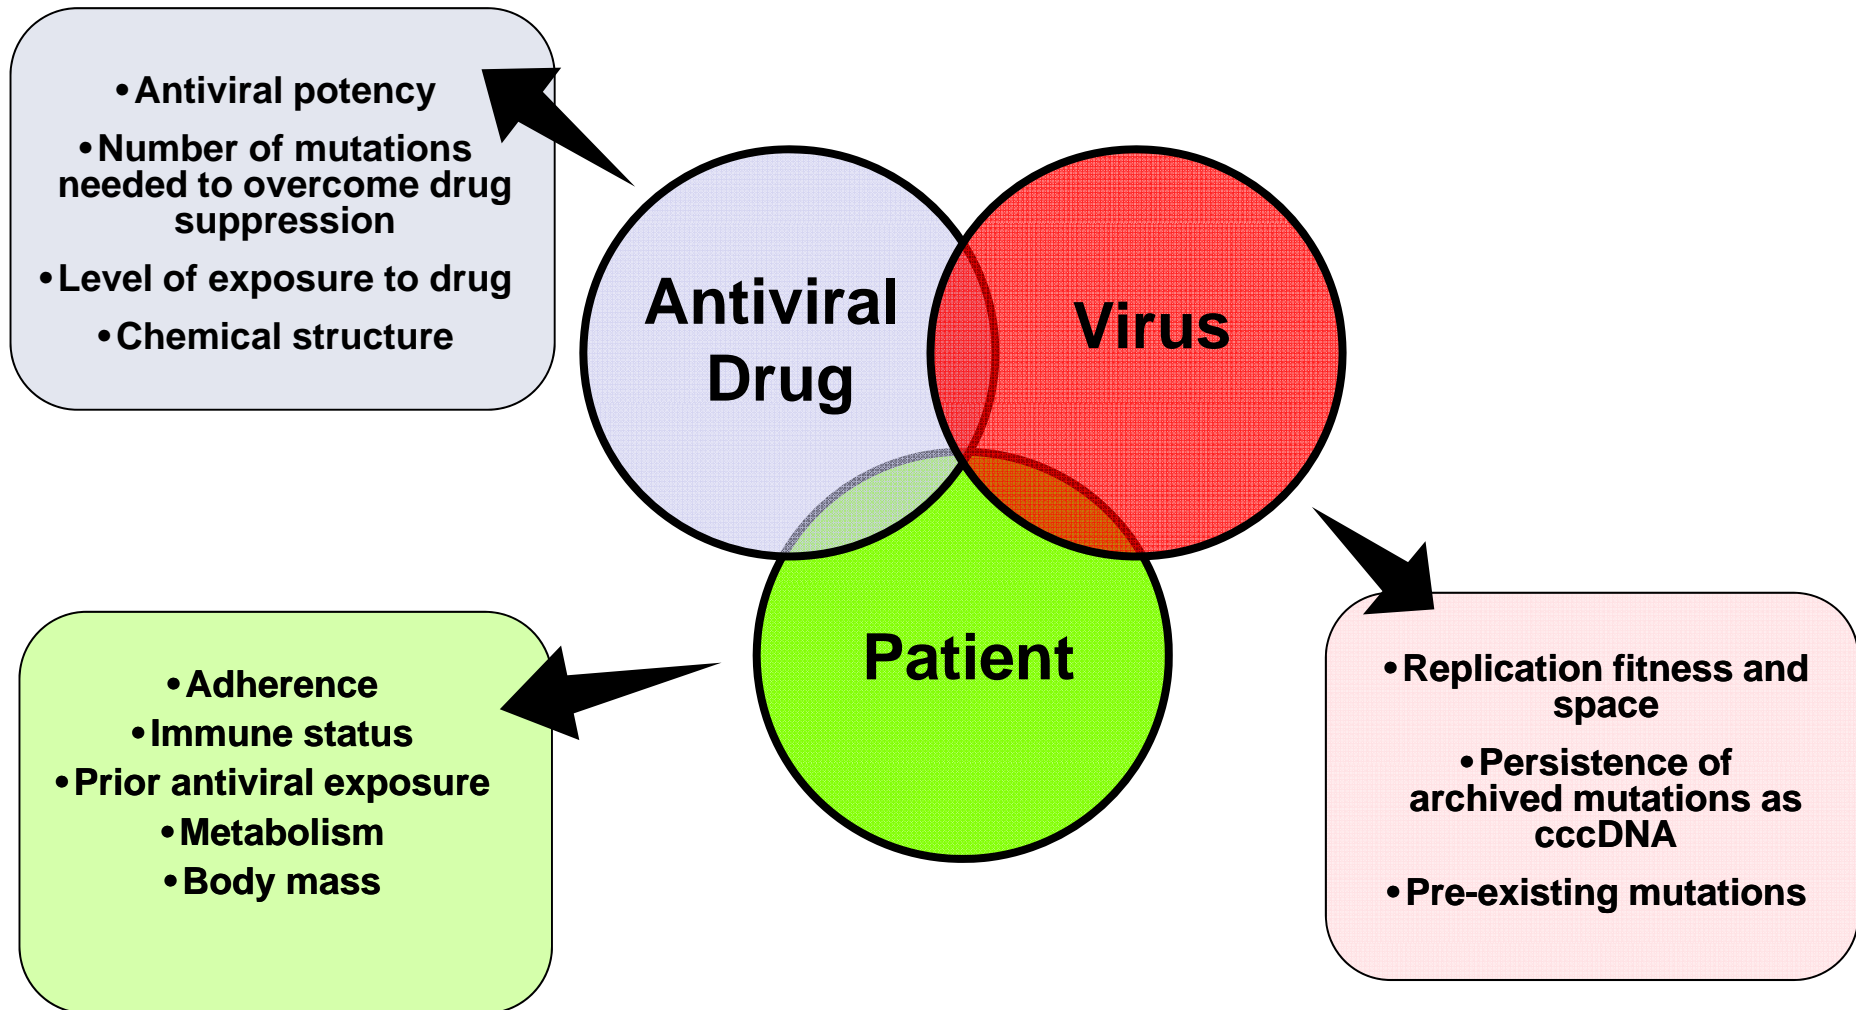 •Antiviral potency
•Number of mutations
needed to overcome drug
suppression
•Level of exposure to drug
•Chemical structure
Antiviral
Drug
Virus
Patient
•Adherence
•Immune status
•Prior antiviral exposure
•Metabolism
•Body mass
•Replication fitness and
space
•Persistence of
archived mutations as
cccDNA
•Pre-existing mutations